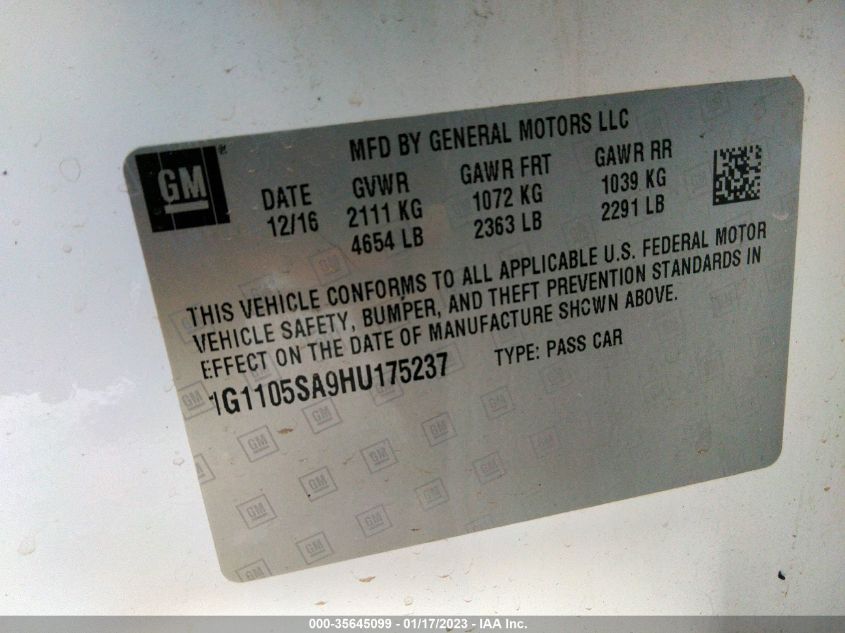 MFD BY GENERAL MOTORS LLC
GM ®
DATE GVWR GAWR FRT GAWR RR
12/16 2111 KG 1072 KG 1039 KG
4654 LB 2363 LB 2291 LB
THIS VEHICLE CONFORMS TO ALL APPLICABLE U.S. FEDERAL MOTOR
VEHICLE SAFETY, BUMPER, AND THEFT PREVENTION STANDARDS IN
EFFECT ON THE DATE OF MANUFACTURE SHOWN ABOVE.
1G1105SA9HU175237 TYPE: PASS CAR
000-35645099 - 01/17/2023 - IAA Inc.